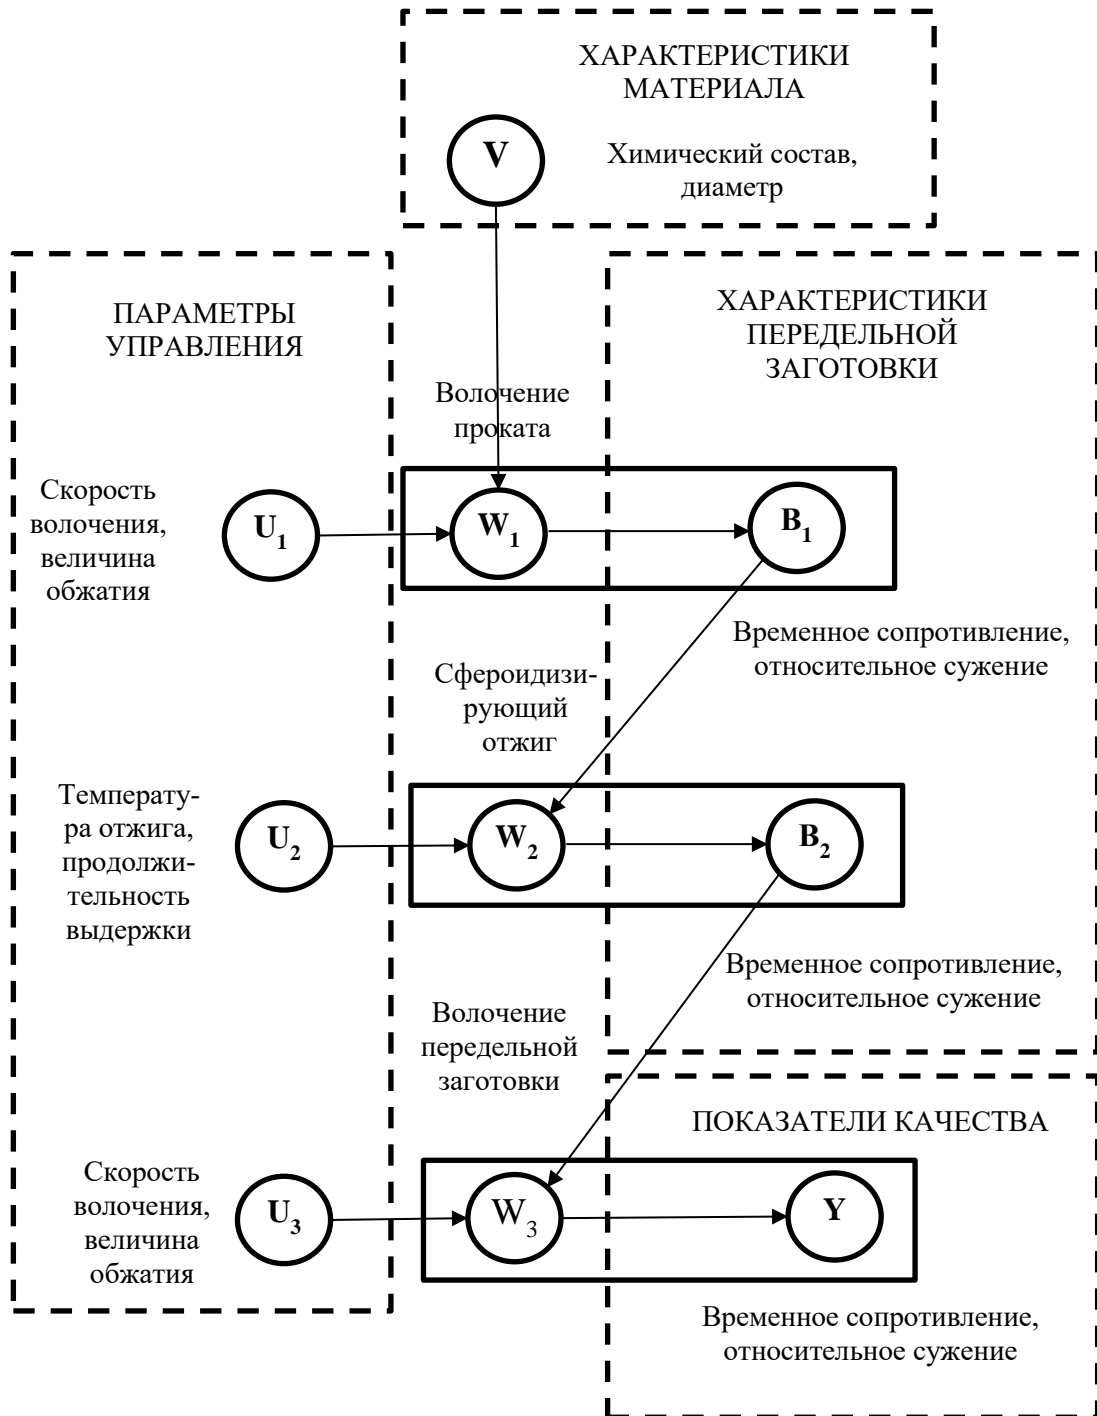 ХАРАКТЕРИСТИКИ
МАТЕРИАЛА
V
Химический состав,
диаметр
ПАРАМЕТРЫ
УПРАВЛЕНИЯ
ХАРАКТЕРИСТИКИ
ПЕРЕДЕЛЬНОЙ
ЗАГОТОВКИ
Волочение
проката
Скорость
волочения,
величина
обжатия
U1
W1
B1
Временное сопротивление,
относительное сужение
Сфероидизи-
рующий
отжиг
Температу-
ра отжига,
продолжи-
тельность
выдержки
U2
W2
B2
Временное сопротивление,
относительное сужение
Волочение
передельной
заготовки
ПОКАЗАТЕЛИ КАЧЕСТВА
Скорость
волочения,
величина
обжатия
U3
W3
Y
Временное сопротивление,
относительное сужение